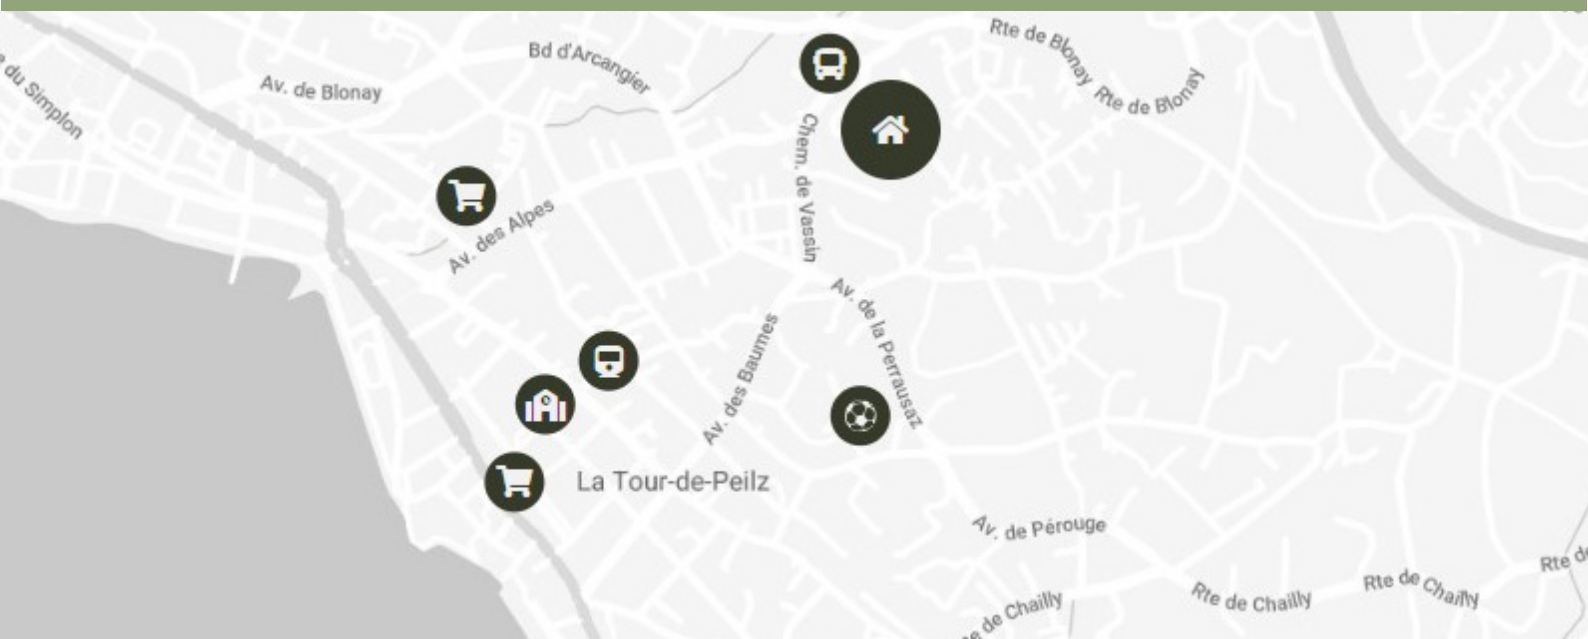 Rte de Blonay
Bd d'Arcangier
Av. de Blonay
Rte de Blonay
du Simplon
Chem. de Vassin
Av. des Alpes
Av. de la Perrausaz
Av. des Baumes
La Tour-de-Peilz
Av. de Pérouge
Rte de
Rte de Chailly
Rte de Chailly
de Chailly